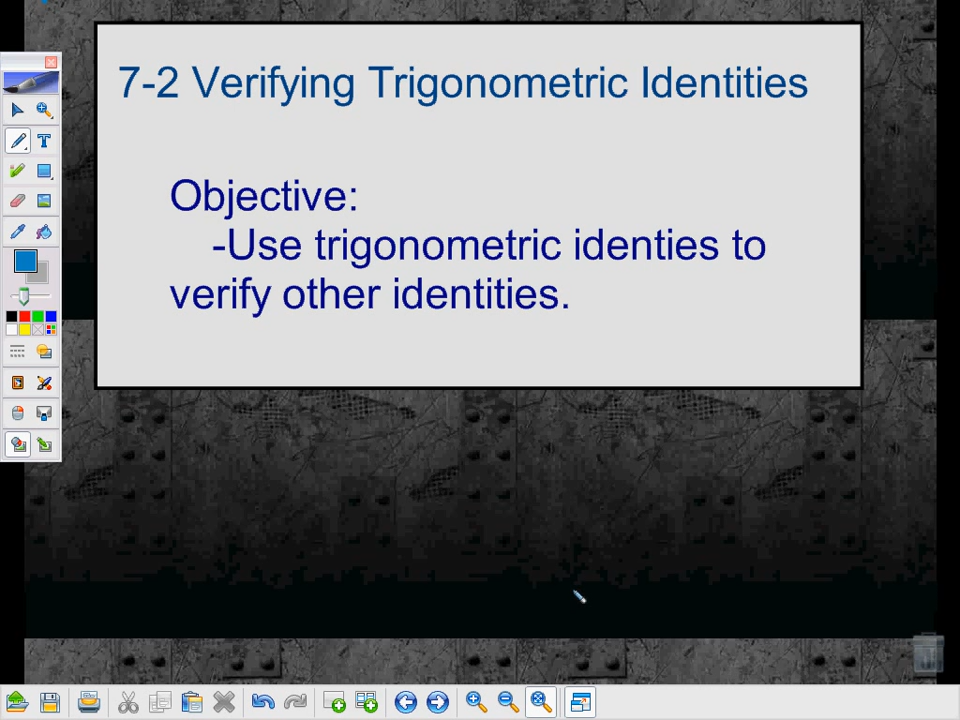 7-2 Verifying Trigonometric Identities
Objective:
-Use trigonometric identies to
verify other identities.
T